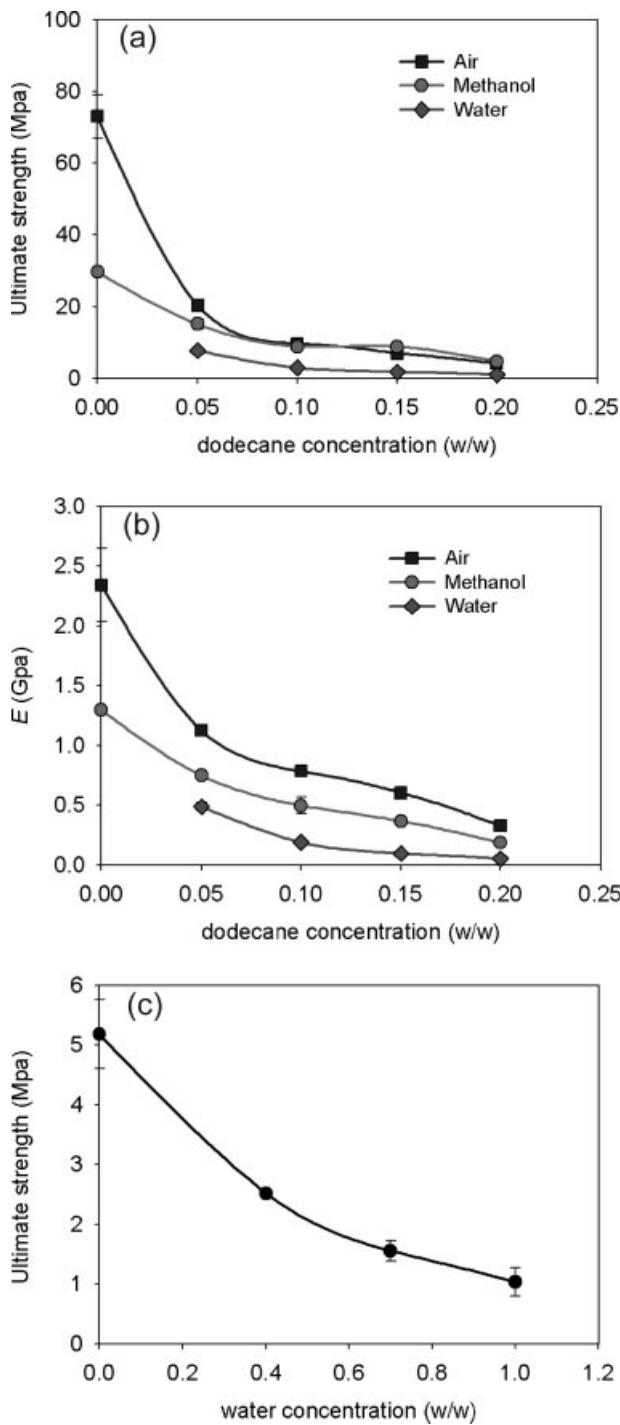 (a)
100
80
60
40
20
0
Ultimate strength (Mpa)
Air
Methanol
Water
0.00 0.05 0.10 0.15 0.20 0.25
dodecane concentration (w/w)
(b)
3.0
2.5
2.0
1.5
1.0
0.5
0.0
E (Gpa)
Air
Methanol
Water
0.00 0.05 0.10 0.15 0.20 0.25
dodecane concentration (w/w)
(c)
6
5
4
3
2
1
0
Ultimate strength (Mpa)
0.0 0.2 0.4 0.6 0.8 1.0 1.2
water concentration (w/w)